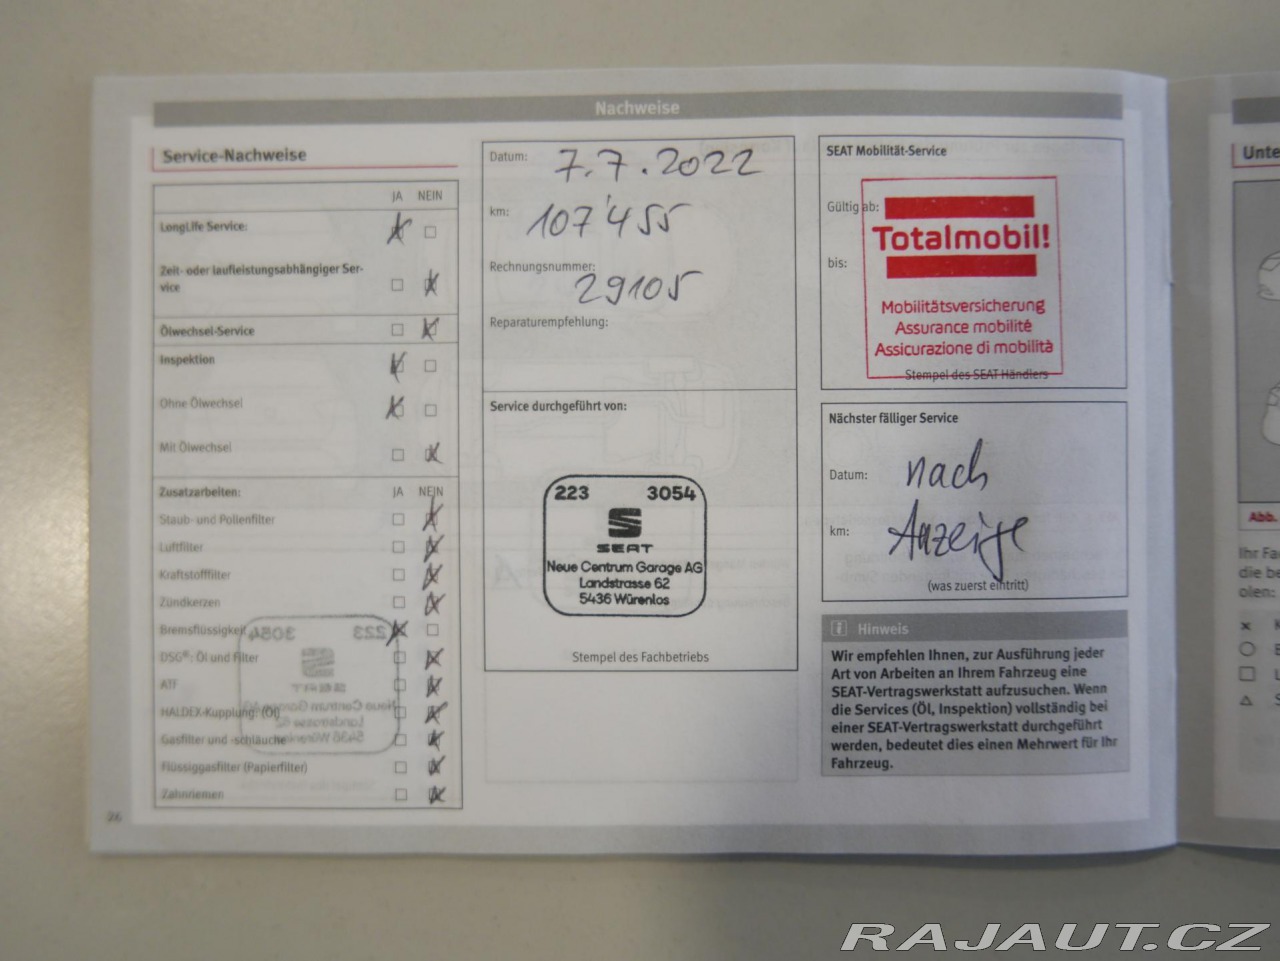 Nachweise
Service-Nachweise
JA NEIN
LongLife Service:
Zeit- oder laufleistungsabhängiger Ser-
vice
Ölwechsel-Service
Inspektion
Ohne Ölwechsel
Mit Ölwechsel
Zusatzarbeiten: JA NEIN
Staub- und Pollenfilter
Luftfilter
Kraftstofffilter
Zündkerzen
Bremsflüssigkeit
DSG®: Öl und Filter
ATF
HALDEX-Kupplung: (Öl)
Gasfilter und -schläuche
Flüssiggasfilter (Papierfilter)
Zahnriemen
26
Datum: 7.7.2022
km: 107'455
Rechnungsnummer: 29105
Reparaturempfehlung:
Service durchgeführt von:
223 3054
SEAT
Neue Centrum Garage AG
Landstrasse 62
5436 Würenlos
Stempel des Fachbetriebs
SEAT Mobilität-Service
Gültig ab:
Totalmobil!
bis:
Mobilitätsversicherung
Assurance mobilité
Assicurazione di mobilità
Stempel des SEAT Händlers
Nächster fälliger Service
Datum: nach
km: Anzeige
(was zuerst eintritt)
i Hinweis
Wir empfehlen Ihnen, zur Ausführung jeder
Art von Arbeiten an Ihrem Fahrzeug eine
SEAT-Vertragswerkstatt aufzusuchen. Wenn
die Services (Öl, Inspektion) vollständig bei
einer SEAT-Vertragswerkstatt durchgeführt
werden, bedeutet dies einen Mehrwert für Ihr
Fahrzeug.
Unte
Abb.
Ihr Fa
die be
olen:
RAJAUT.CZ